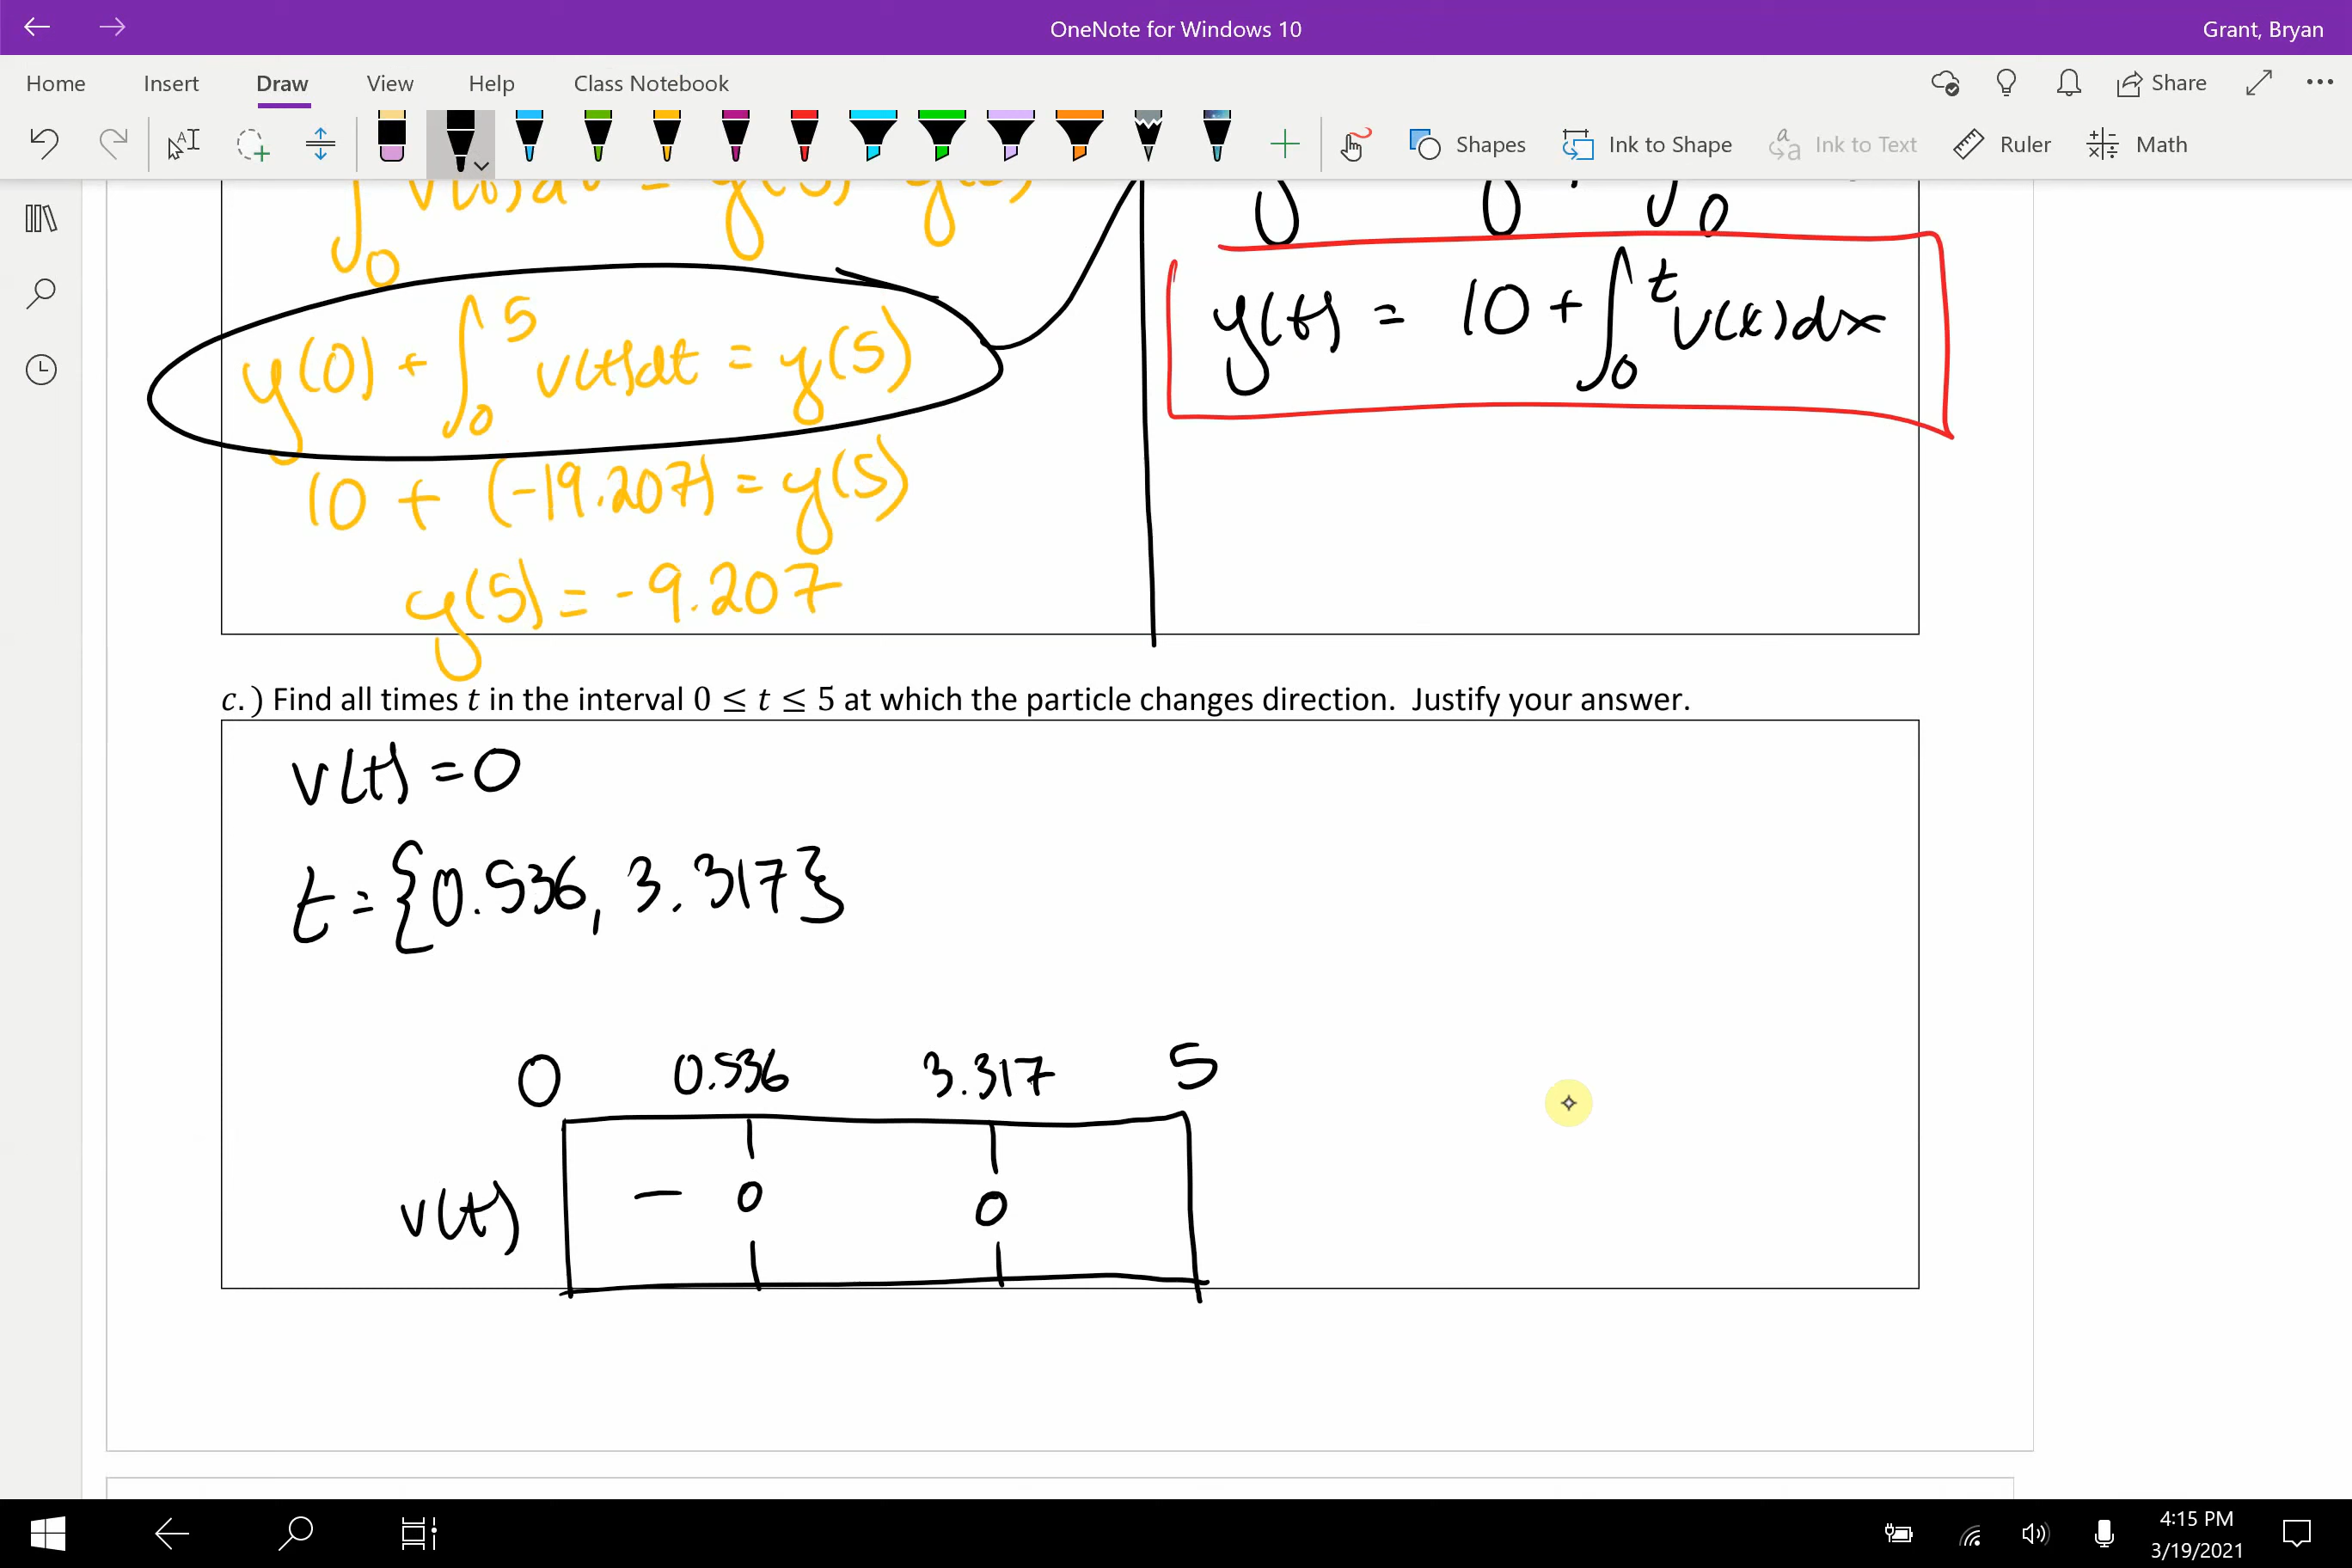 OneNote for Windows 10
Grant, Bryan
Home Insert Draw View Help Class Notebook
Share
Shapes Ink to Shape Ink to Text Ruler Math
y(t) = 10 + ∫₀ᵗ v(x)dx
y(0) + ∫₀⁵ v(t)dt = y(5)
10 + (-19.207) = y(5)
y(5) = -9.207
c.) Find all times t in the interval 0 ≤ t ≤ 5 at which the particle changes direction. Justify your answer.
v(t) = 0
t = {0.536, 3.317}
0 0.536 3.317 5
v(t) − 0 0
4:15 PM
3/19/2021